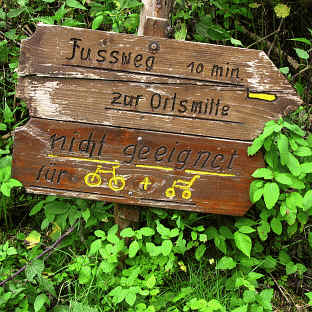 Fussweg 10 min.
zur Ortsmitte
nicht geeignet
für +